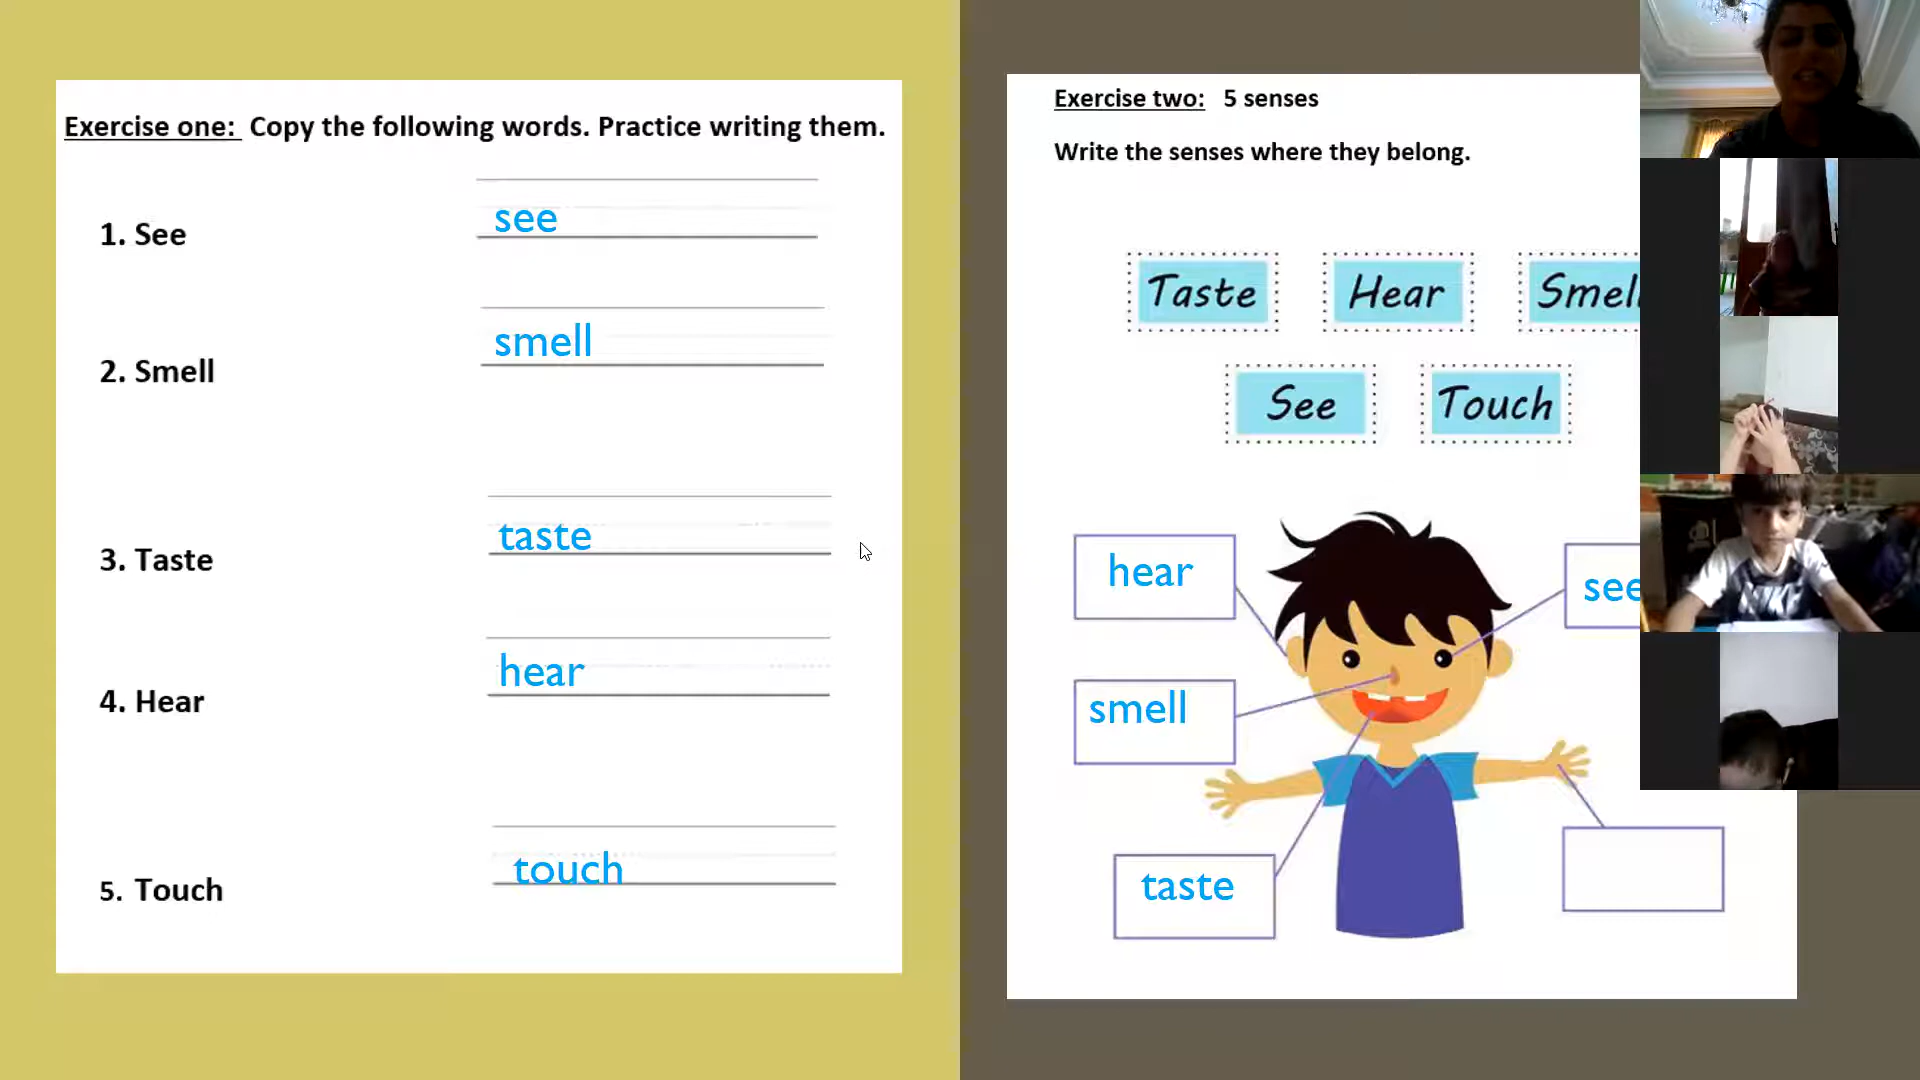 Exercise one: Copy the following words. Practice writing them.
1. See
see
2. Smell
smell
3. Taste
taste
4. Hear
hear
5. Touch
touch
Exercise two: 5 senses
Write the senses where they belong.
Taste Hear Smell
See Touch
hear
see
smell
taste